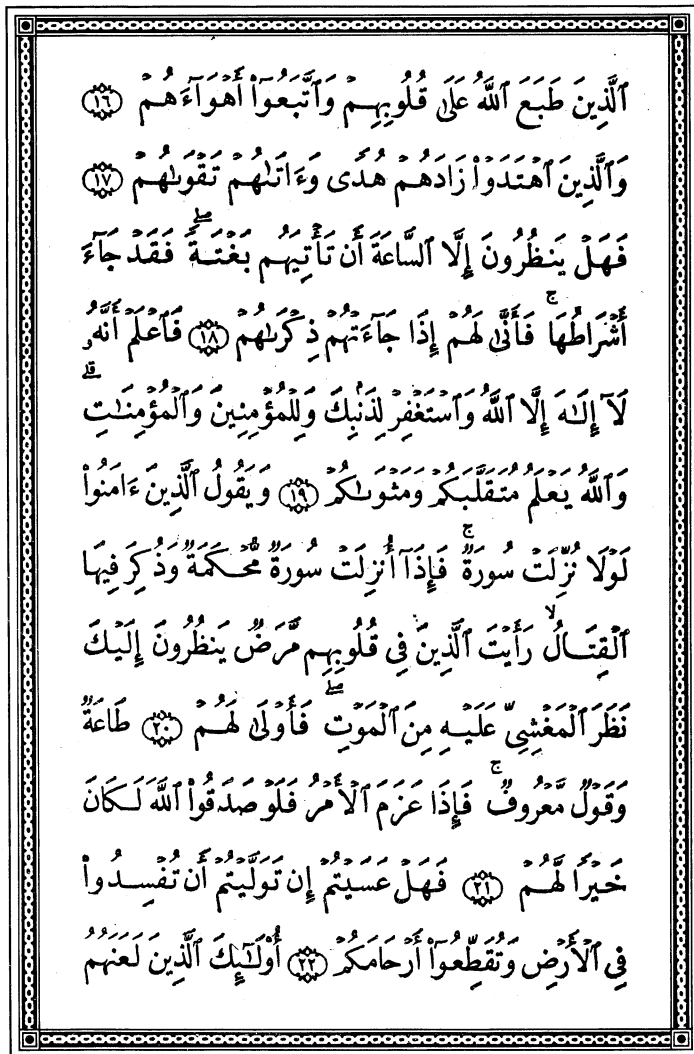 ٱلَّذِينَ طَبَعَ ٱللَّهُ عَلَىٰ قُلُوبِهِمْ وَٱتَّبَعُوٓا۟ أَهْوَآءَهُمْ ١٦
وَٱلَّذِينَ ٱهْتَدَوْا۟ زَادَهُمْ هُدًى وَءَاتَىٰهُمْ تَقْوَىٰهُمْ ١٧
فَهَلْ يَنظُرُونَ إِلَّا ٱلسَّاعَةَ أَن تَأْتِيَهُم بَغْتَةً ۖ فَقَدْ جَآءَ
أَشْرَاطُهَا ۚ فَأَنَّىٰ لَهُمْ إِذَا جَآءَتْهُمْ ذِكْرَىٰهُمْ ١٨ فَٱعْلَمْ أَنَّهُۥ
لَآ إِلَـٰهَ إِلَّا ٱللَّهُ وَٱسْتَغْفِرْ لِذَنۢبِكَ وَلِلْمُؤْمِنِينَ وَٱلْمُؤْمِنَـٰتِ ۗ
وَٱللَّهُ يَعْلَمُ مُتَقَلَّبَكُمْ وَمَثْوَىٰكُمْ ١٩ وَيَقُولُ ٱلَّذِينَ ءَامَنُوا۟
لَوْلَا نُزِّلَتْ سُورَةٌ ۚ فَإِذَآ أُنزِلَتْ سُورَةٌ مُّحْكَمَةٌ وَذُكِرَ فِيهَا
ٱلْقِتَالُ ۙ رَأَيْتَ ٱلَّذِينَ فِى قُلُوبِهِم مَّرَضٌ يَنظُرُونَ إِلَيْكَ
نَظَرَ ٱلْمَغْشِىِّ عَلَيْهِ مِنَ ٱلْمَوْتِ ۖ فَأَوْلَىٰ لَهُمْ ٢٠ طَاعَةٌ
وَقَوْلٌ مَّعْرُوفٌ ۚ فَإِذَا عَزَمَ ٱلْأَمْرُ فَلَوْ صَدَقُوا۟ ٱللَّهَ لَكَانَ
خَيْرًا لَّهُمْ ٢١ فَهَلْ عَسَيْتُمْ إِن تَوَلَّيْتُمْ أَن تُفْسِدُوا۟
فِى ٱلْأَرْضِ وَتُقَطِّعُوٓا۟ أَرْحَامَكُمْ ٢٢ أُو۟لَـٰٓئِكَ ٱلَّذِينَ لَعَنَهُمُ